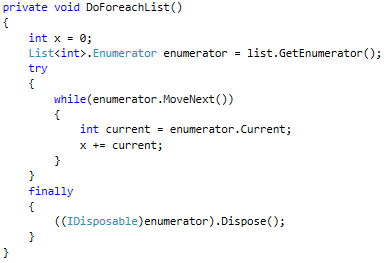 private void DoForeachList()
{
    int x = 0;
    List<int>.Enumerator enumerator = list.GetEnumerator();
    try
    {
        while(enumerator.MoveNext())
        {
            int current = enumerator.Current;
            x += current;
        }
    }
    finally
    {
        ((IDisposable)enumerator).Dispose();
    }
}